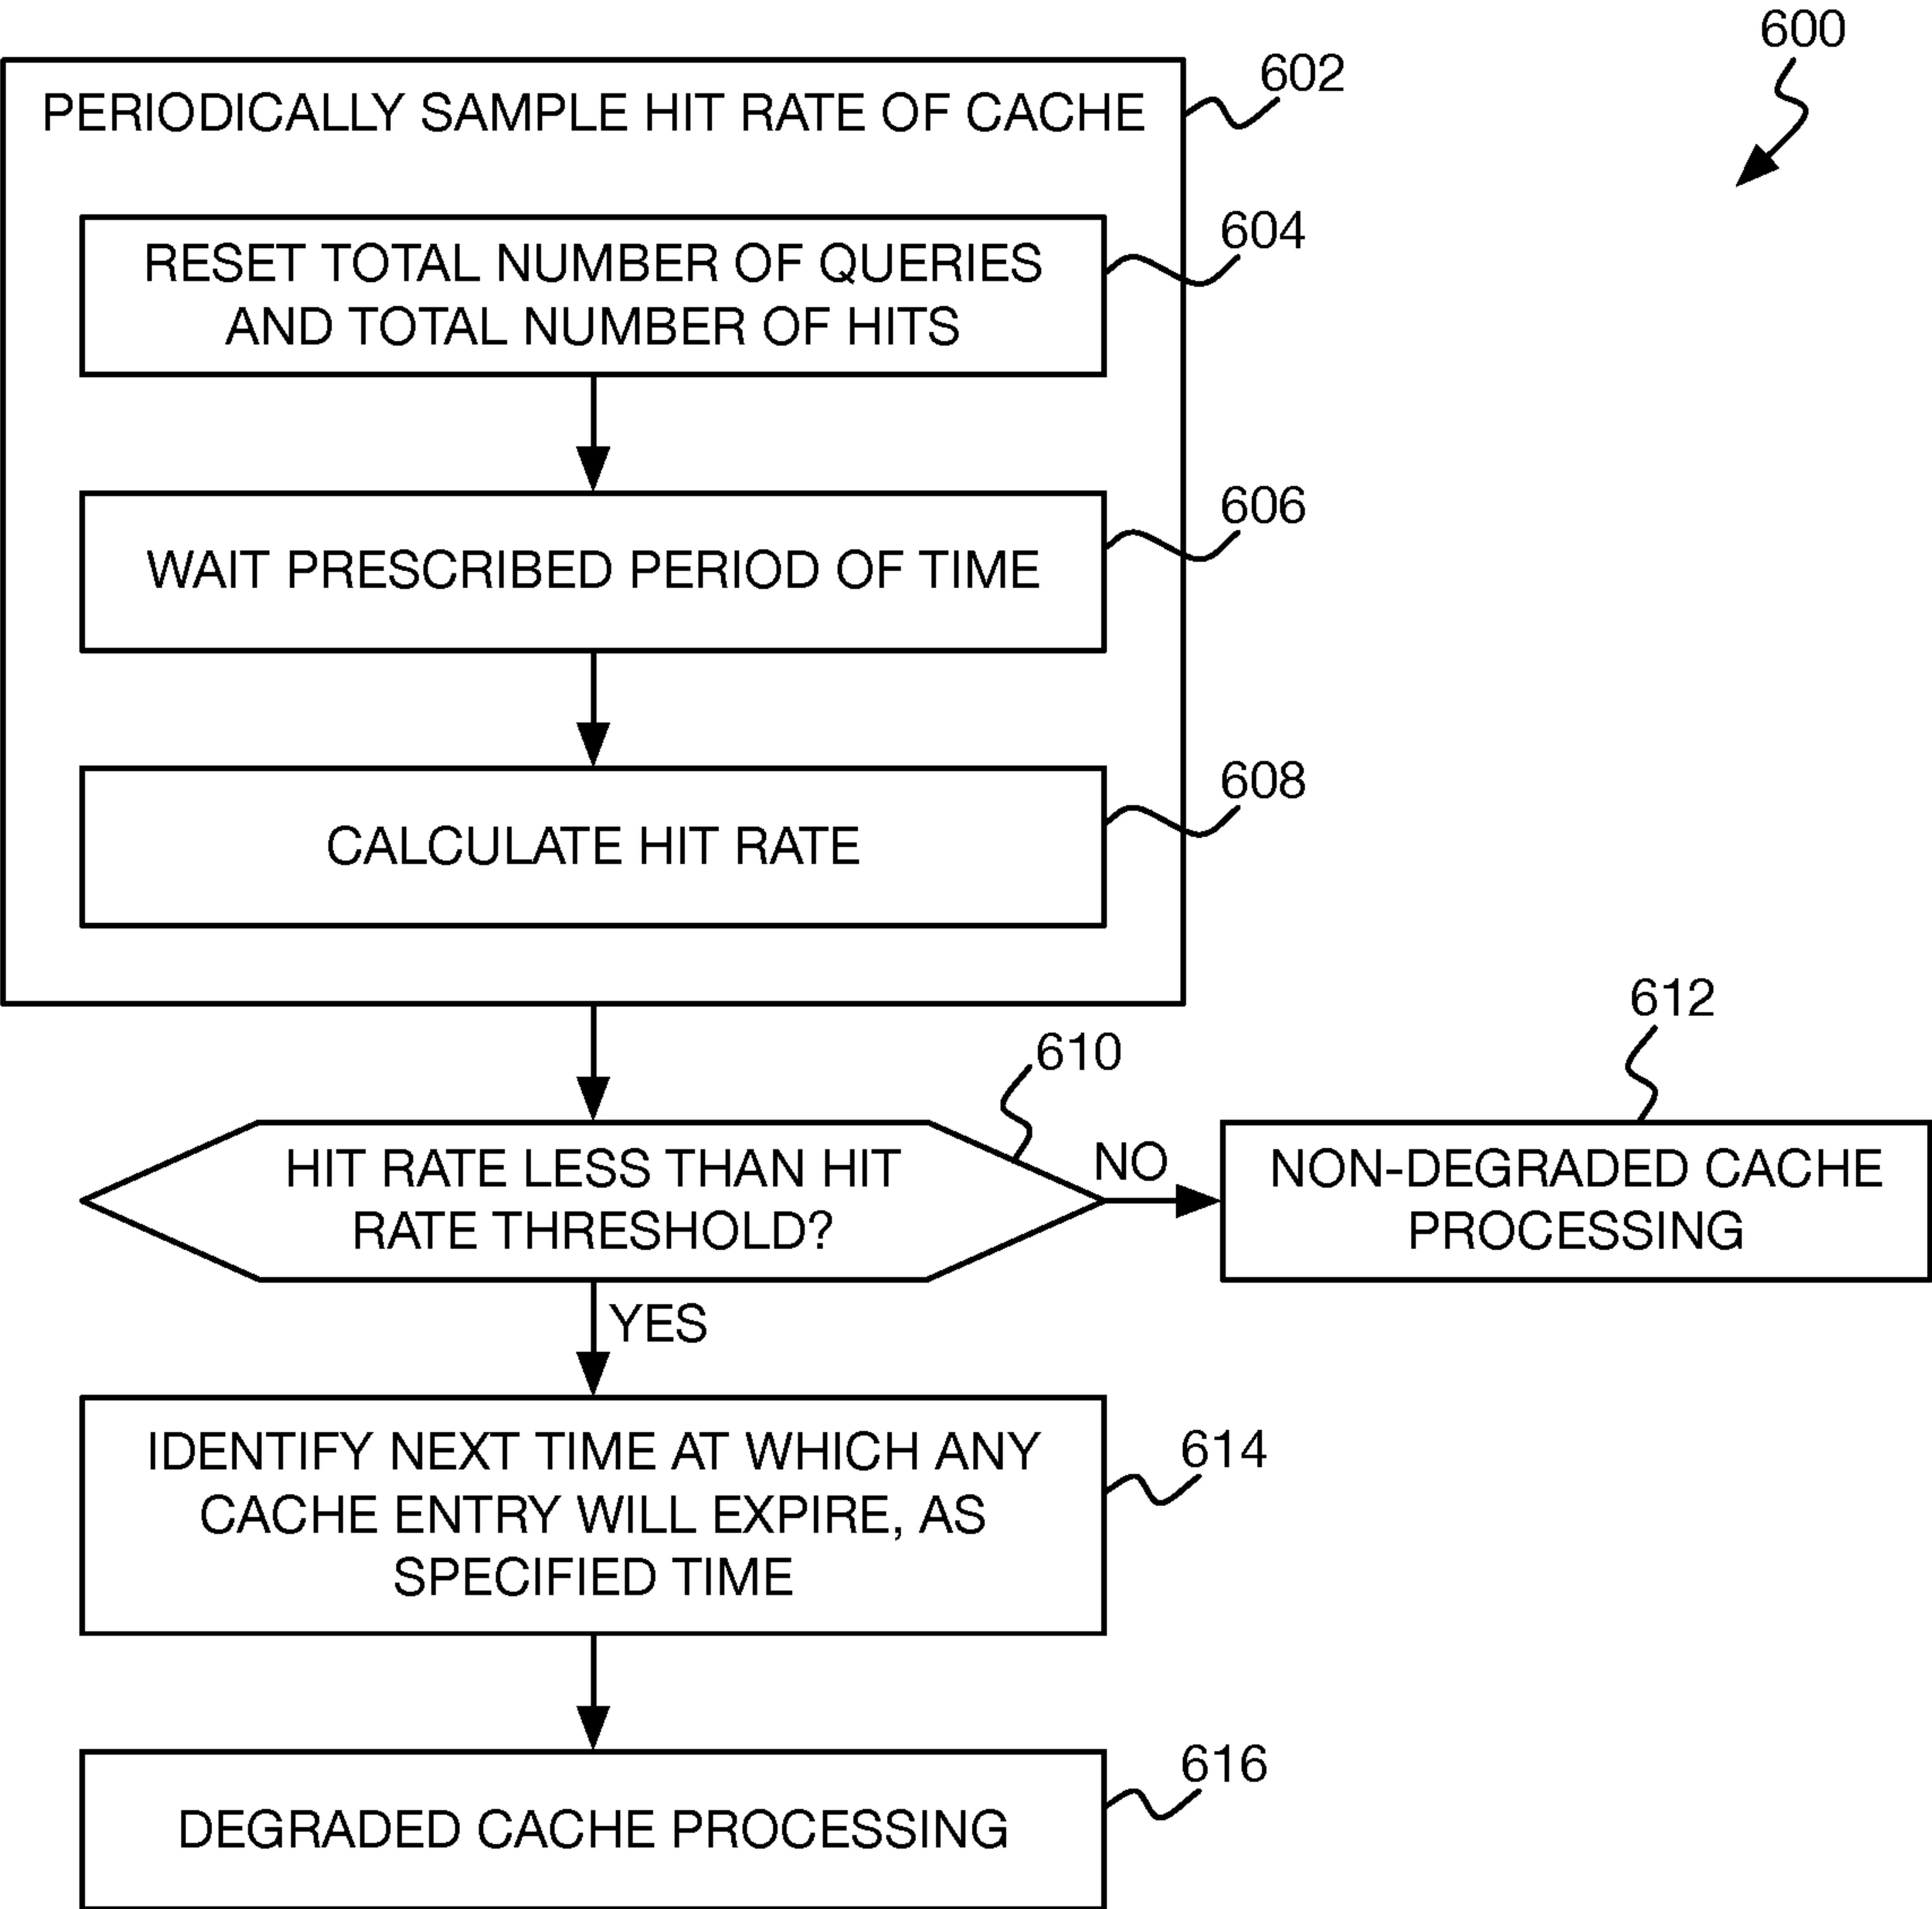 600
602
PERIODICALLY SAMPLE HIT RATE OF CACHE
604
RESET TOTAL NUMBER OF QUERIES
AND TOTAL NUMBER OF HITS
606
WAIT PRESCRIBED PERIOD OF TIME
608
CALCULATE HIT RATE
610
612
HIT RATE LESS THAN HIT
RATE THRESHOLD?
NO
NON-DEGRADED CACHE
PROCESSING
YES
614
IDENTIFY NEXT TIME AT WHICH ANY
CACHE ENTRY WILL EXPIRE, AS
SPECIFIED TIME
616
DEGRADED CACHE PROCESSING